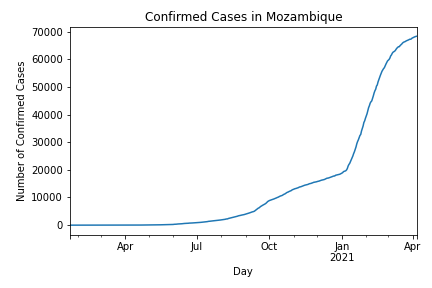 Confirmed Cases in Mozambique
Number of Confirmed Cases
70000
60000
50000
40000
30000
20000
10000
0
Apr Jul Oct Jan Apr
2021
Day